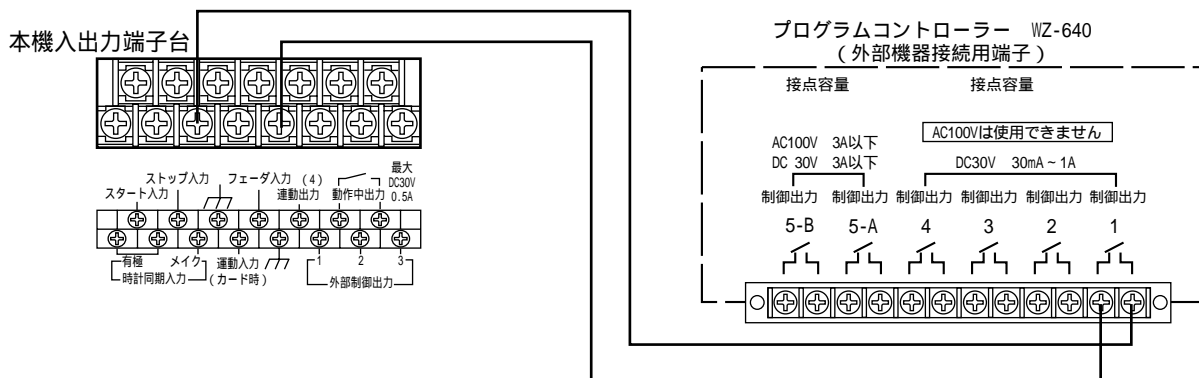 本機入出力端子台
プログラムコントローラー WZ-640
(外部機器接続用端子)
接点容量 接点容量
AC100V 3A以下
DC 30V 3A以下
AC100Vは使用できません
DC30V 30mA～1A
制御出力 制御出力 制御出力 制御出力 制御出力 制御出力
5-B 5-A 4 3 2 1
最大
DC30V
0.5A
ストップ入力 フェーダ入力 (4)
スタート入力 連動出力 動作中出力
有極 メイク 運動入力 1 2 3
時計同期入力 (カード時) 外部制御出力